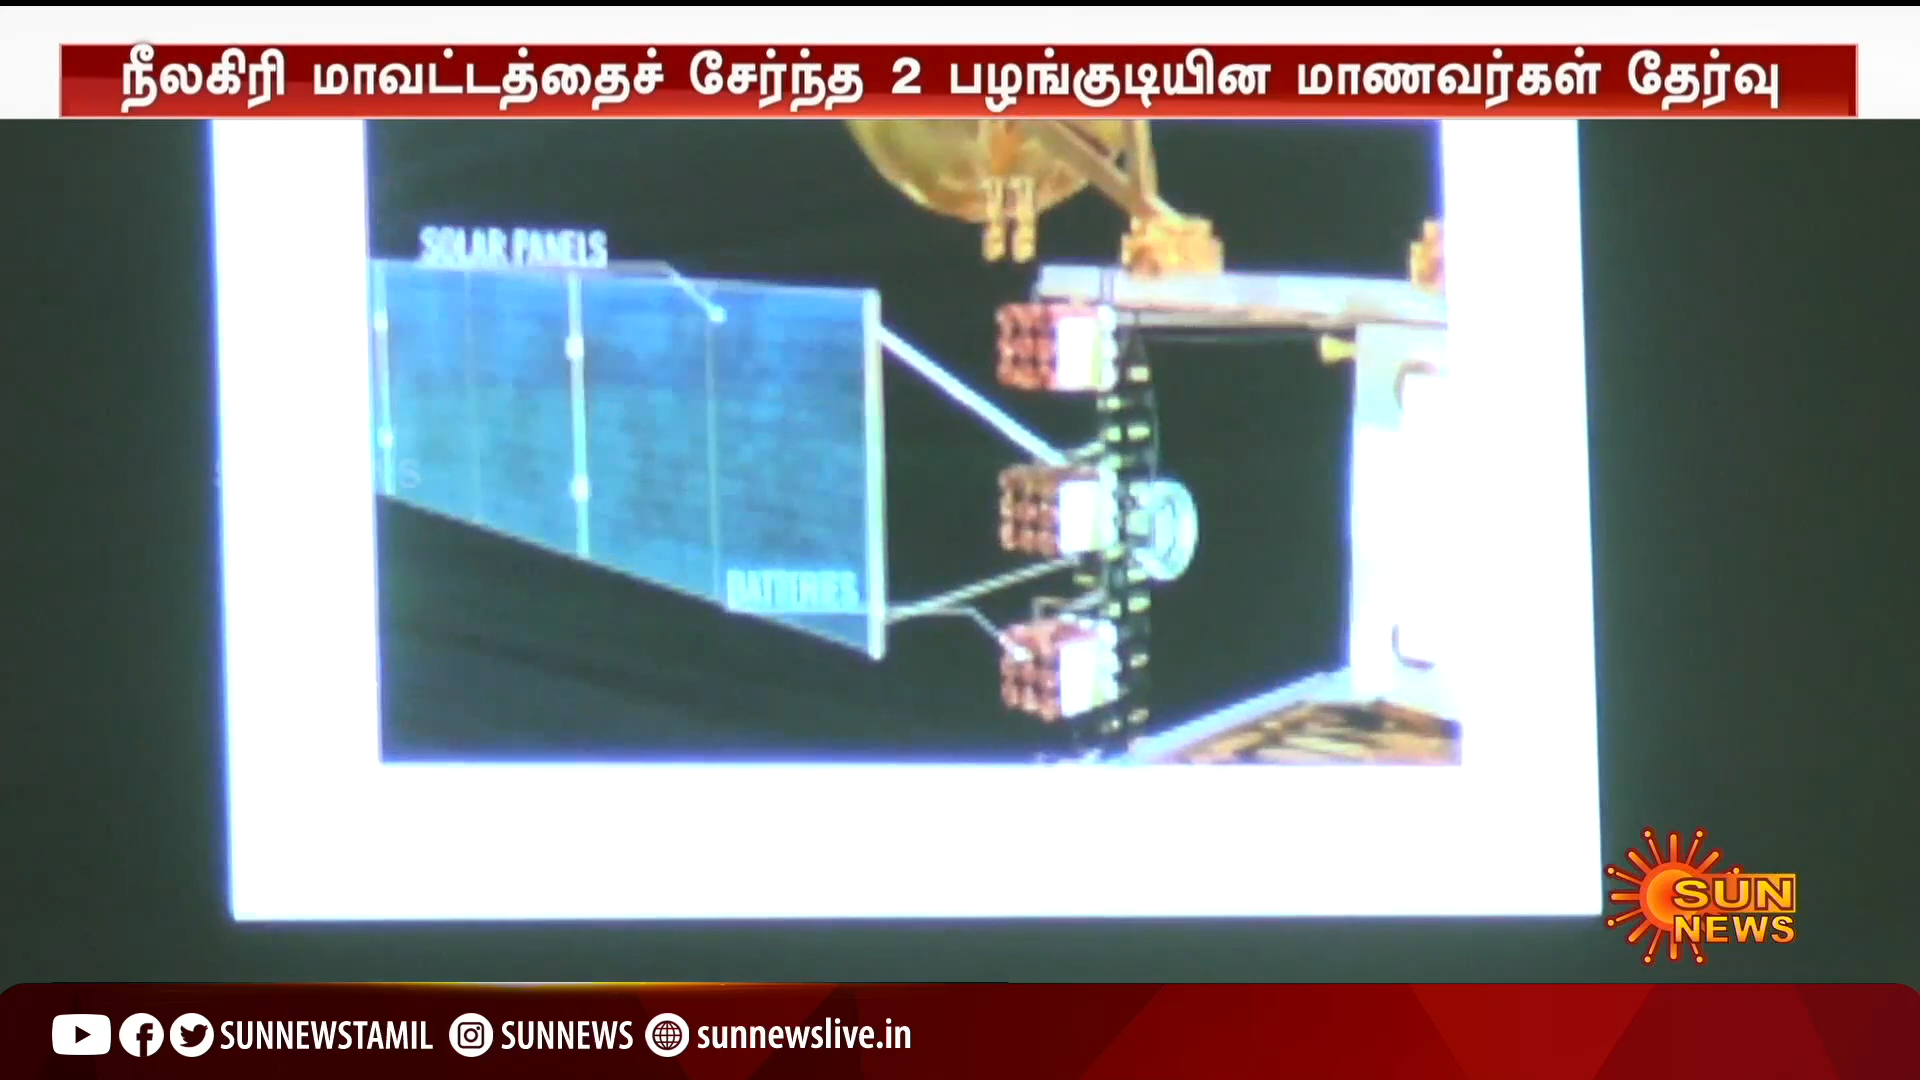 நீலகிரி மாவட்டத்தைச் சேர்ந்த 2 பழங்குடியின மாணவர்கள் தேர்வு
SOLAR PANELS
BATTERIES
SUN
NEWS
SUNNEWSTAMIL SUNNEWS sunnewslive.in